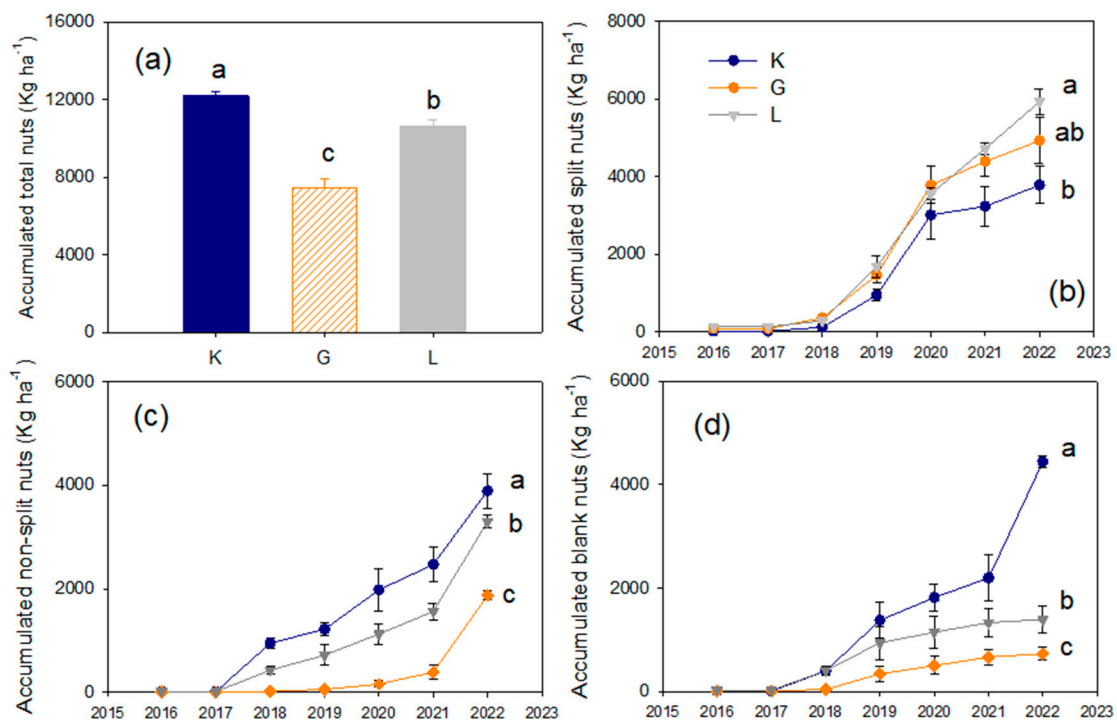 Accumulated total nuts (Kg ha⁻¹)
16000
12000
8000
4000
0
(a)
a
c
b
K
G
L
Accumulated split nuts (Kg ha⁻¹)
8000
6000
4000
2000
0
K
G
L
a
ab
b
(b)
2015 2016 2017 2018 2019 2020 2021 2022 2023
Accumulated non-split nuts (Kg ha⁻¹)
6000
4000
2000
0
(c)
a
b
c
2015 2016 2017 2018 2019 2020 2021 2022 2023
Accumulated blank nuts (Kg ha⁻¹)
6000
4000
2000
0
(d)
a
b
c
2015 2016 2017 2018 2019 2020 2021 2022 2023